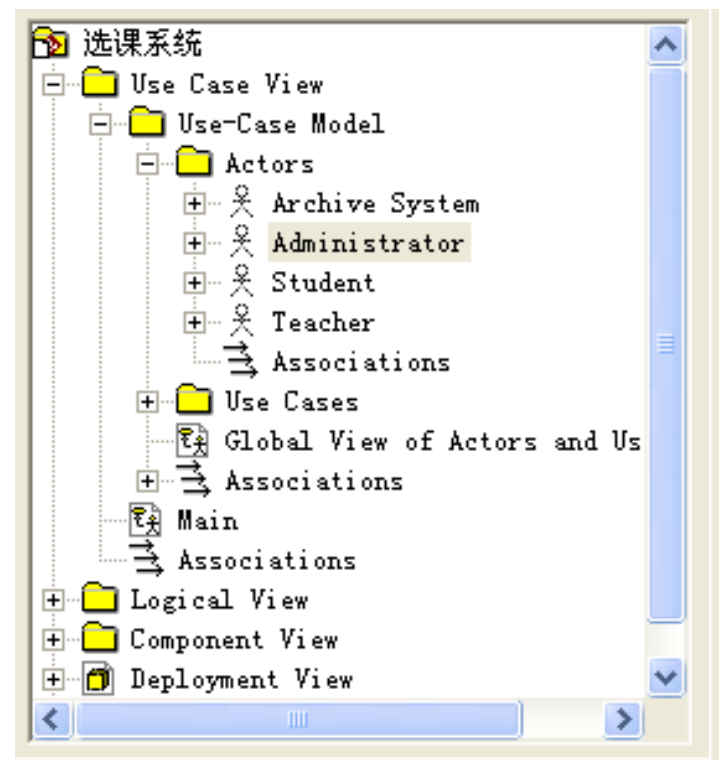 选课系统
Use Case View
Use-Case Model
Actors
Archive System
Administrator
Student
Teacher
Associations
Use Cases
Global View of Actors and Us
Associations
Main
Associations
Logical View
Component View
Deployment View